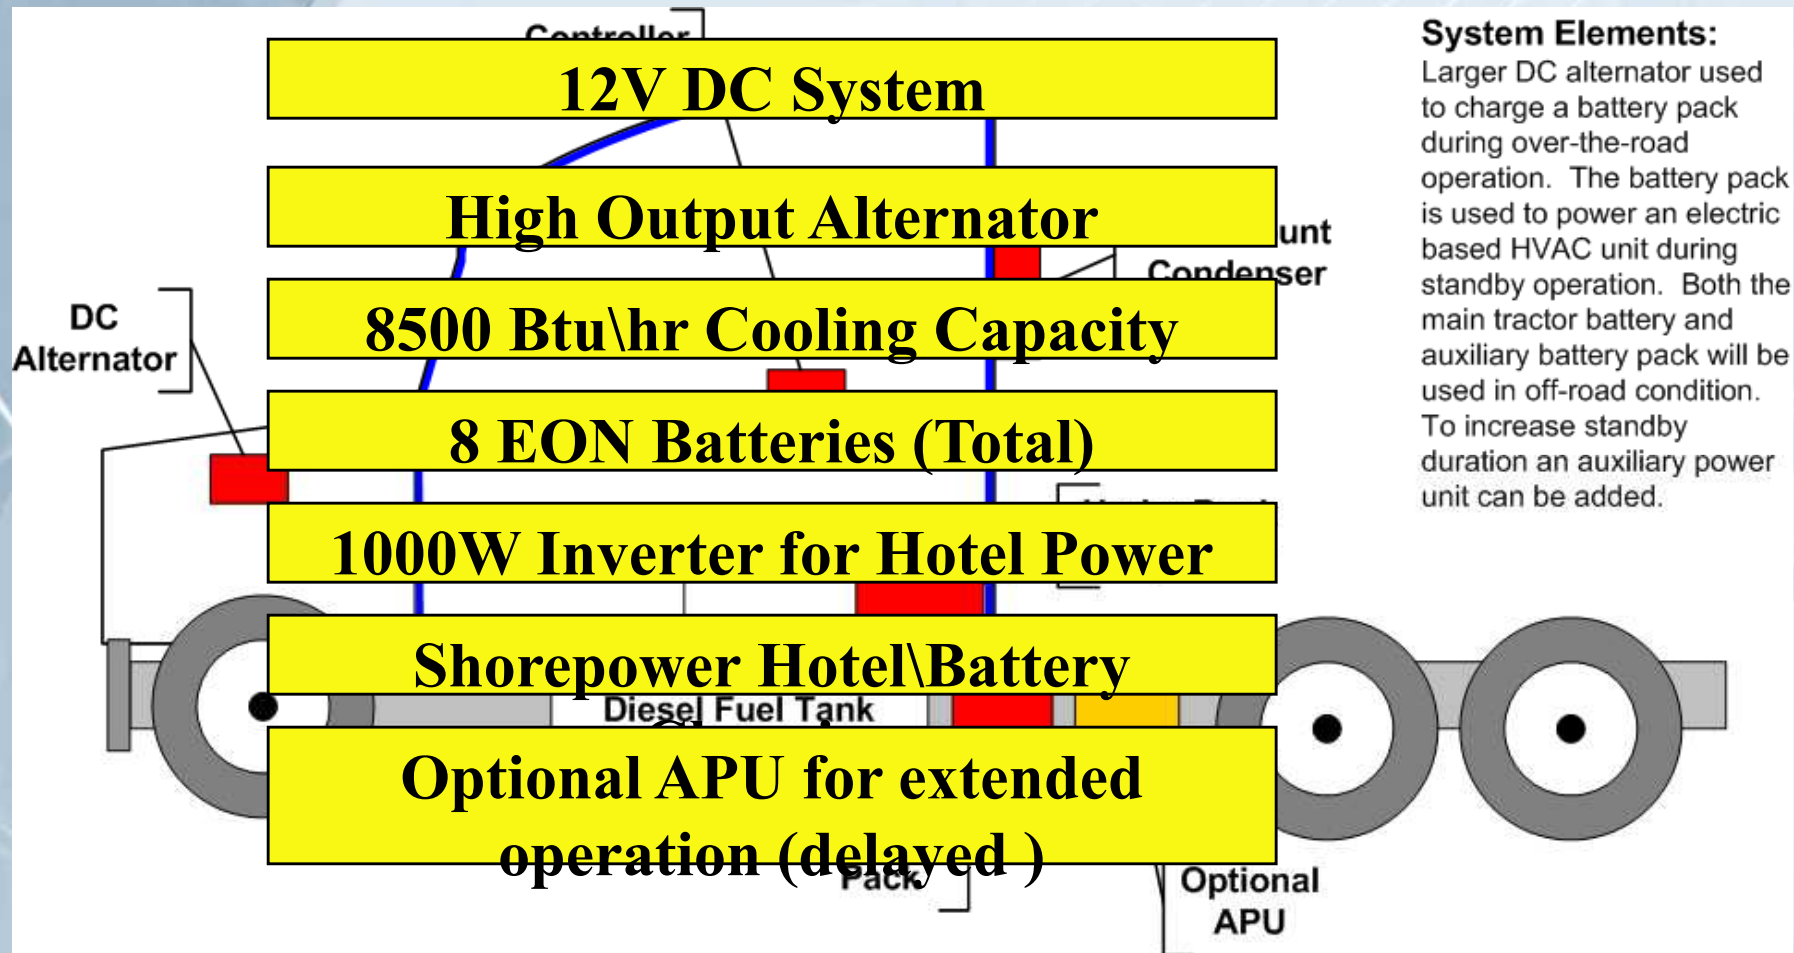 Controller
12V DC System
High Output Alternator
Condenser
8500 Btu\hr Cooling Capacity
DC
Alternator
8 EON Batteries (Total)
1000W Inverter for Hotel Power
Shorepower Hotel\Battery
Diesel Fuel Tank
Optional APU for extended
operation (delayed )
Pack
Optional
APU
System Elements:
Larger DC alternator used
to charge a battery pack
during over-the-road
operation.  The battery pack
is used to power an electric
based HVAC unit during
standby operation.  Both the
main tractor battery and
auxiliary battery pack will be
used in off-road condition.
To increase standby
duration an auxiliary power
unit can be added.